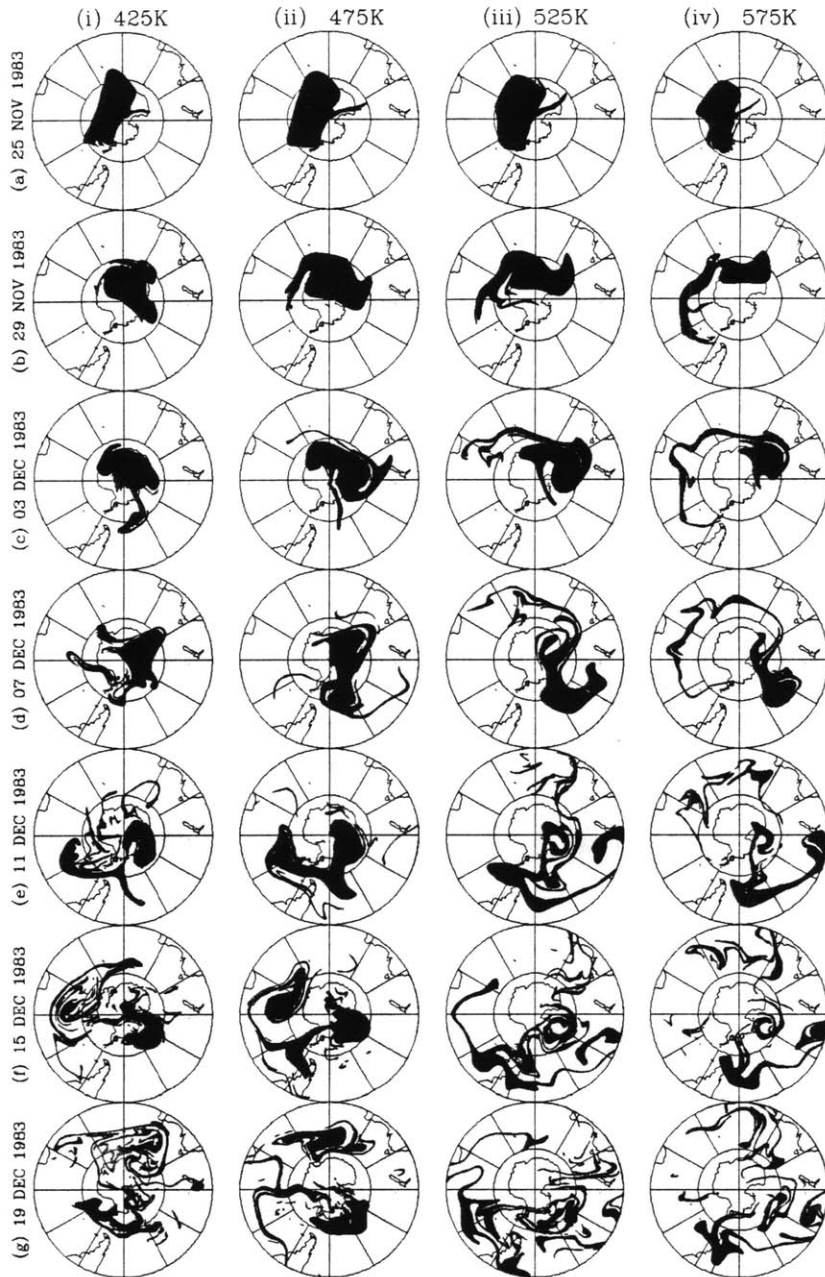 (i) 425K (ii) 475K (iii) 525K (iv) 575K
(a) 25 NOV 1983
(b) 29 NOV 1983
(c) 03 DEC 1983
(d) 07 DEC 1983
(e) 11 DEC 1983
(f) 15 DEC 1983
(g) 19 DEC 1983